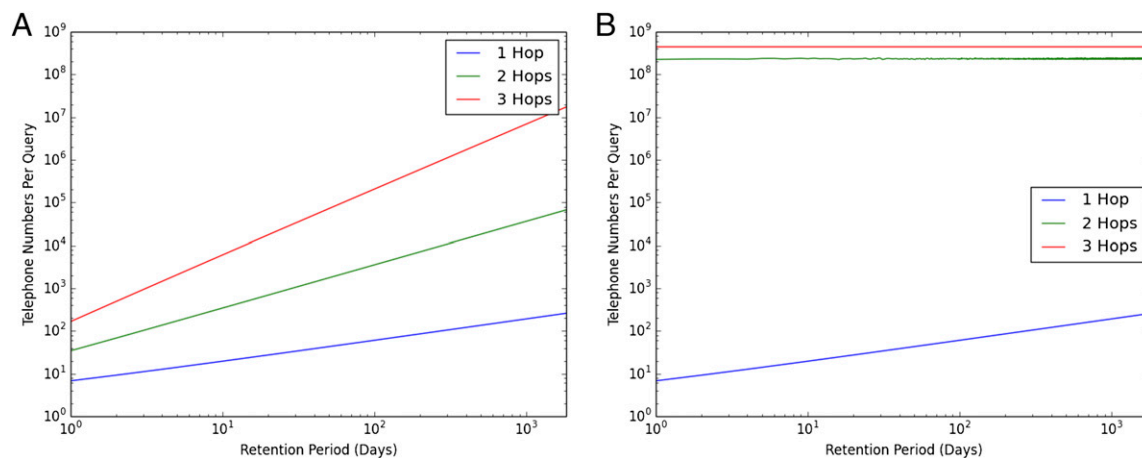 A
Telephone Numbers Per Query
10⁹
10⁸
10⁷
10⁶
10⁵
10⁴
10³
10²
10¹
10⁰
1 Hop
2 Hops
3 Hops
10⁰ 10¹ 10² 10³
Retention Period (Days)
B
Telephone Numbers Per Query
10⁹
10⁸
10⁷
10⁶
10⁵
10⁴
10³
10²
10¹
10⁰
1 Hop
2 Hops
3 Hops
10⁰ 10¹ 10² 10³
Retention Period (Days)